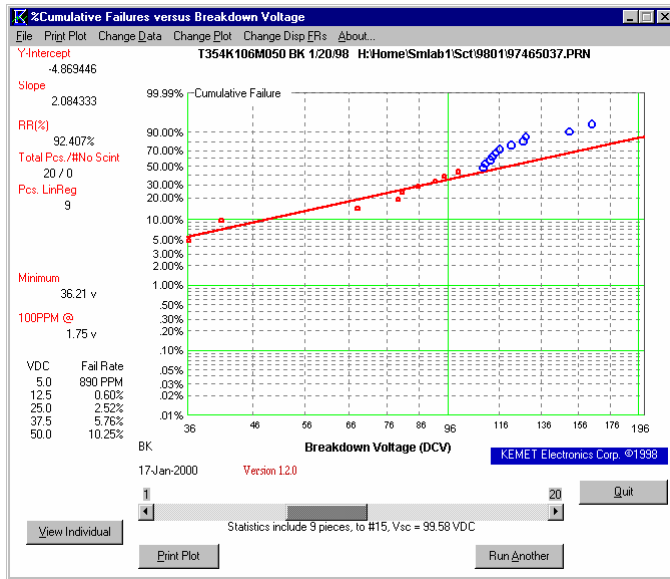 %Cumulative Failures versus Breakdown Voltage
File Print Plot Change Data Change Plot Change Disp FRs About...
T354K106M050 BK 1/20/98 H:\Home\Smlab1\Sct\9801\97465037.PRN
Y-Intercept
-4.869446
Slope
2.084333
RR(%)
92.407%
Total Pcs./#No Scint
20 / 0
Pcs. LinReg
9
Minimum
36.21 v
100PPM @
1.75 v
VDC Fail Rate
5.0 890 PPM
12.5 0.60%
25.0 2.52%
37.5 5.76%
50.0 10.25%
Cumulative Failure
99.99%
90.00%
70.00%
50.00%
30.00%
20.00%
10.00%
5.00%
3.00%
2.00%
1.00%
.50%
.30%
.20%
.10%
.05%
.03%
.02%
.01%
36 46 56 66 76 86 96 116 136 156 176 196
BK Breakdown Voltage (DCV)
KEMET Electronics Corp. ©1998
17-Jan-2000 Version 1.2.0
1 20
Quit
Statistics include 9 pieces, to #15, Vsc = 99.58 VDC
View Individual
Print Plot Run Another